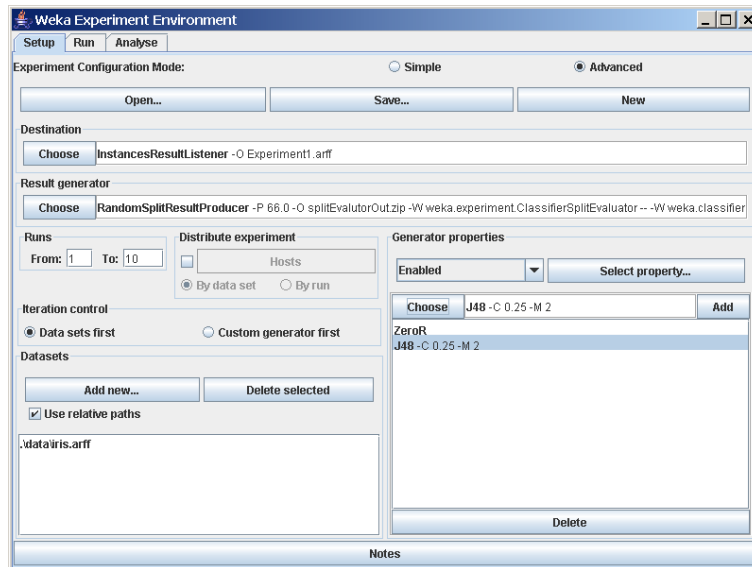 Weka Experiment Environment
Setup Run Analyse
Experiment Configuration Mode: Simple Advanced
Open... Save... New
Destination
Choose InstancesResultListener -O Experiment1.arff
Result generator
Choose RandomSplitResultProducer -P 66.0 -O splitEvalutorOut.zip -W weka.experiment.ClassifierSplitEvaluator -- -W weka.classifier
Runs
From: 1 To: 10
Distribute experiment
Hosts
By data set By run
Generator properties
Enabled Select property...
Choose J48 -C 0.25 -M 2 Add
ZeroR
J48 -C 0.25 -M 2
Iteration control
Data sets first Custom generator first
Datasets
Add new... Delete selected
Use relative paths
.\data\iris.arff
Delete
Notes